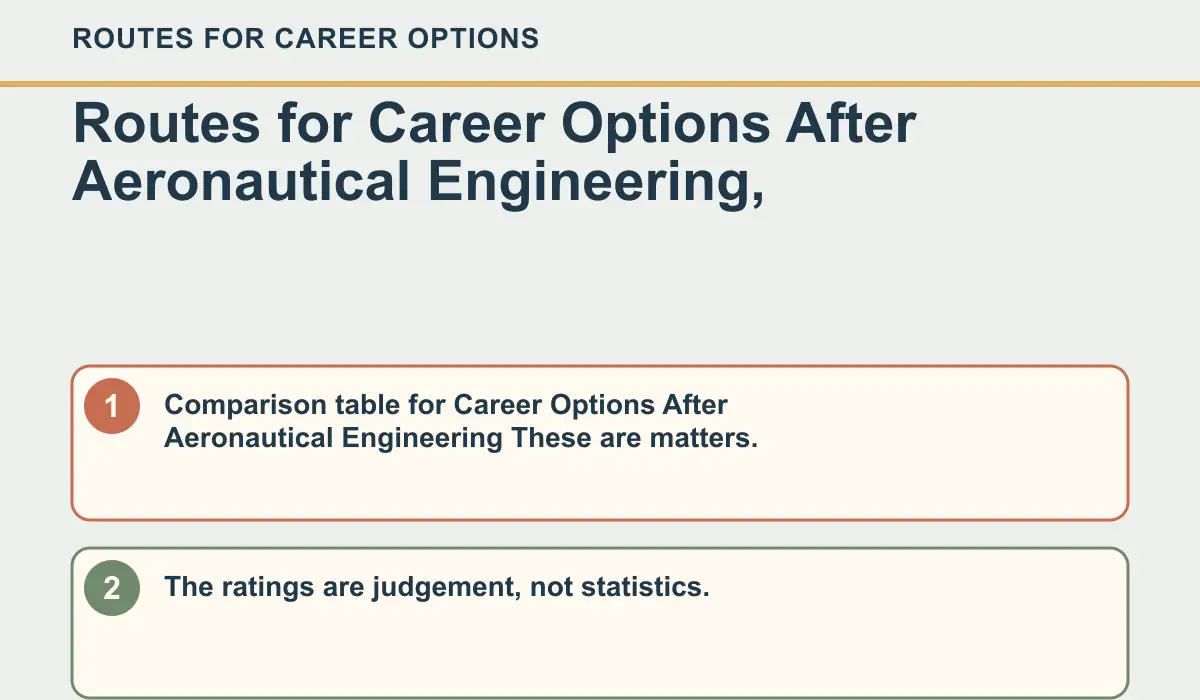 ROUTES FOR CAREER OPTIONS
Routes for Career Options After
Aeronautical Engineering,
1
Comparison table for Career Options After
Aeronautical Engineering These are matters.
2
The ratings are judgement, not statistics.